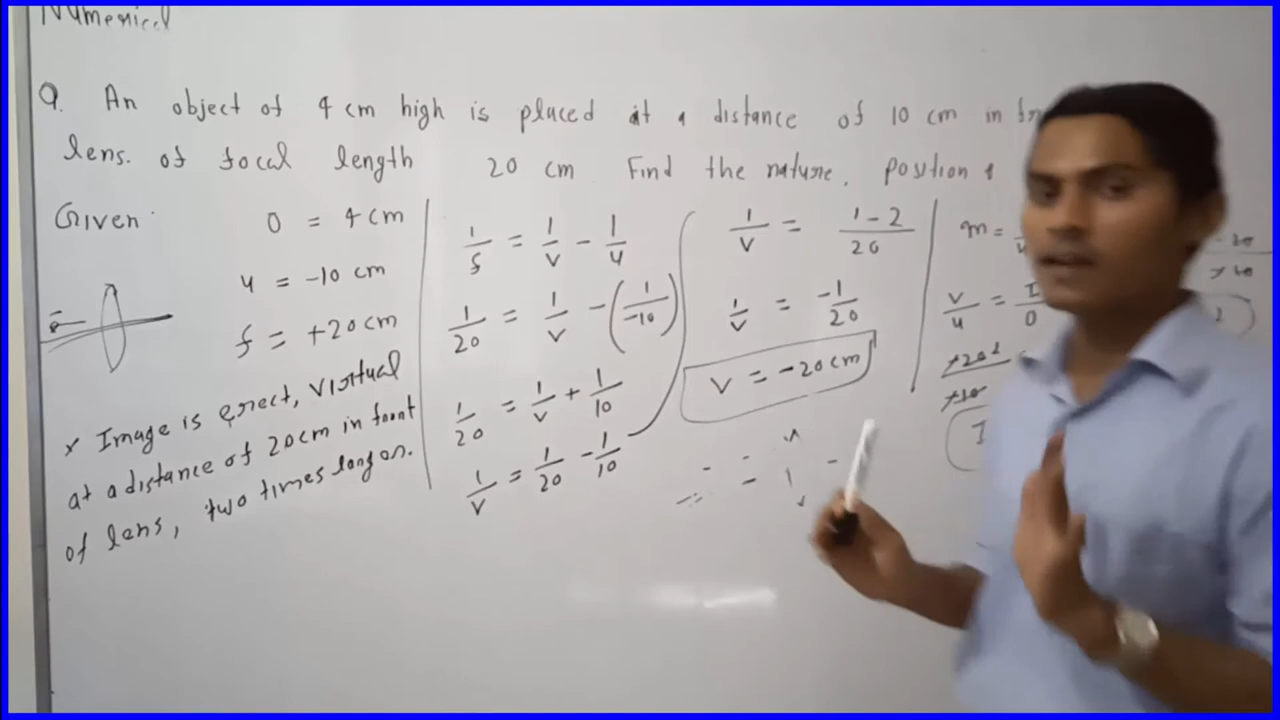 Numerical
Q. An object of 4 cm high is placed at a distance of 10 cm in
lens. of focal length 20 cm Find the nature, position &
Given:
O = 4 cm
u = -10 cm
f = +20 cm
* Image is erect, virtual
at a distance of 20cm in front
of lens, two times longer.
1/f = 1/v - 1/u
1/20 = 1/v - (1/-10)
1/20 = 1/v + 1/10
1/v = 1/20 - 1/10
1/v = 1-2/20
1/v = -1/20
v = -20 cm
m =
v/u = I/O